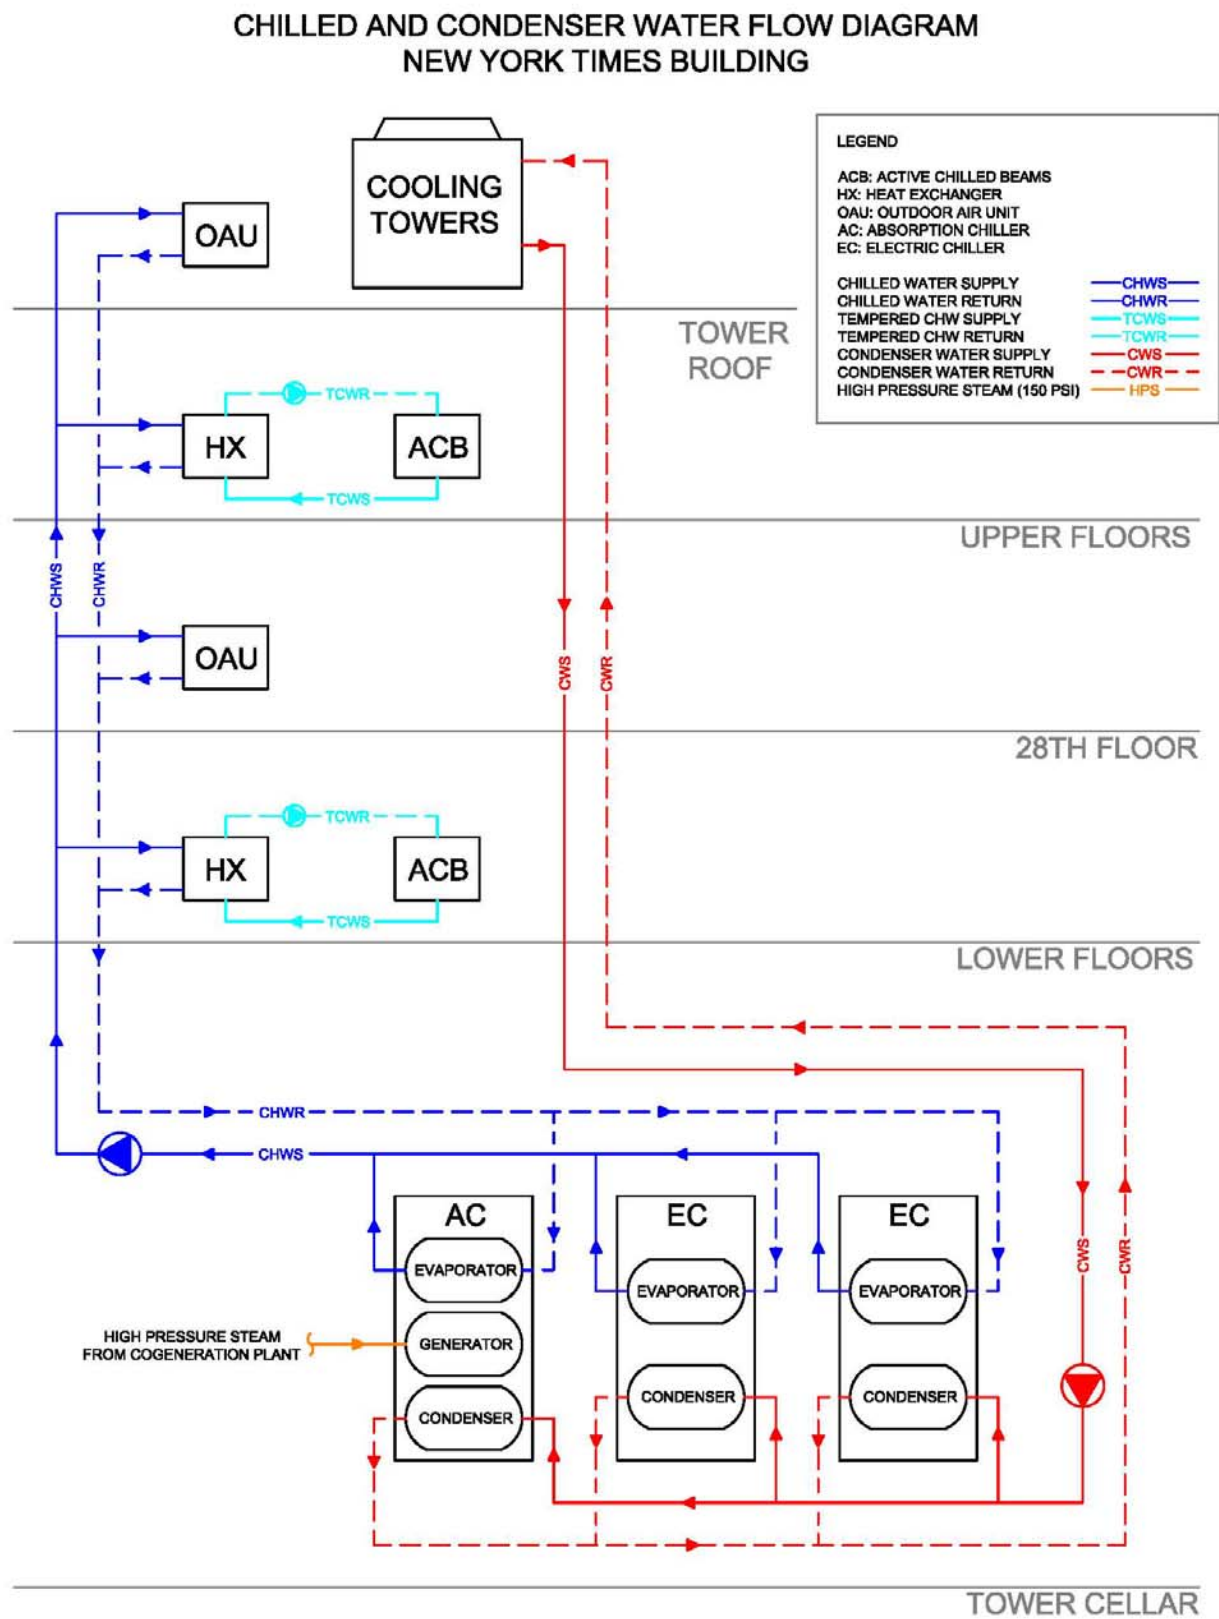 CHILLED AND CONDENSER WATER FLOW DIAGRAM
NEW YORK TIMES BUILDING
LEGEND
ACB: ACTIVE CHILLED BEAMS
HX: HEAT EXCHANGER
OAU: OUTDOOR AIR UNIT
AC: ABSORPTION CHILLER
EC: ELECTRIC CHILLER
CHILLED WATER SUPPLY CHWS
CHILLED WATER RETURN CHWR
TEMPERED CHW SUPPLY TCWS
TEMPERED CHW RETURN TCWR
CONDENSER WATER SUPPLY CWS
CONDENSER WATER RETURN CWR
HIGH PRESSURE STEAM (150 PSI) HPS
COOLING
TOWERS
OAU
TOWER
ROOF
TCWR
HX
ACB
TCWS
UPPER FLOORS
CHWS
CHWR
OAU
CWS
CWR
28TH FLOOR
TCWR
HX
ACB
TCWS
LOWER FLOORS
CHWR
CHWS
AC
EC
EC
EVAPORATOR
EVAPORATOR
EVAPORATOR
CWS
CWR
HIGH PRESSURE STEAM
FROM COGENERATION PLANT
GENERATOR
CONDENSER
CONDENSER
CONDENSER
TOWER CELLAR